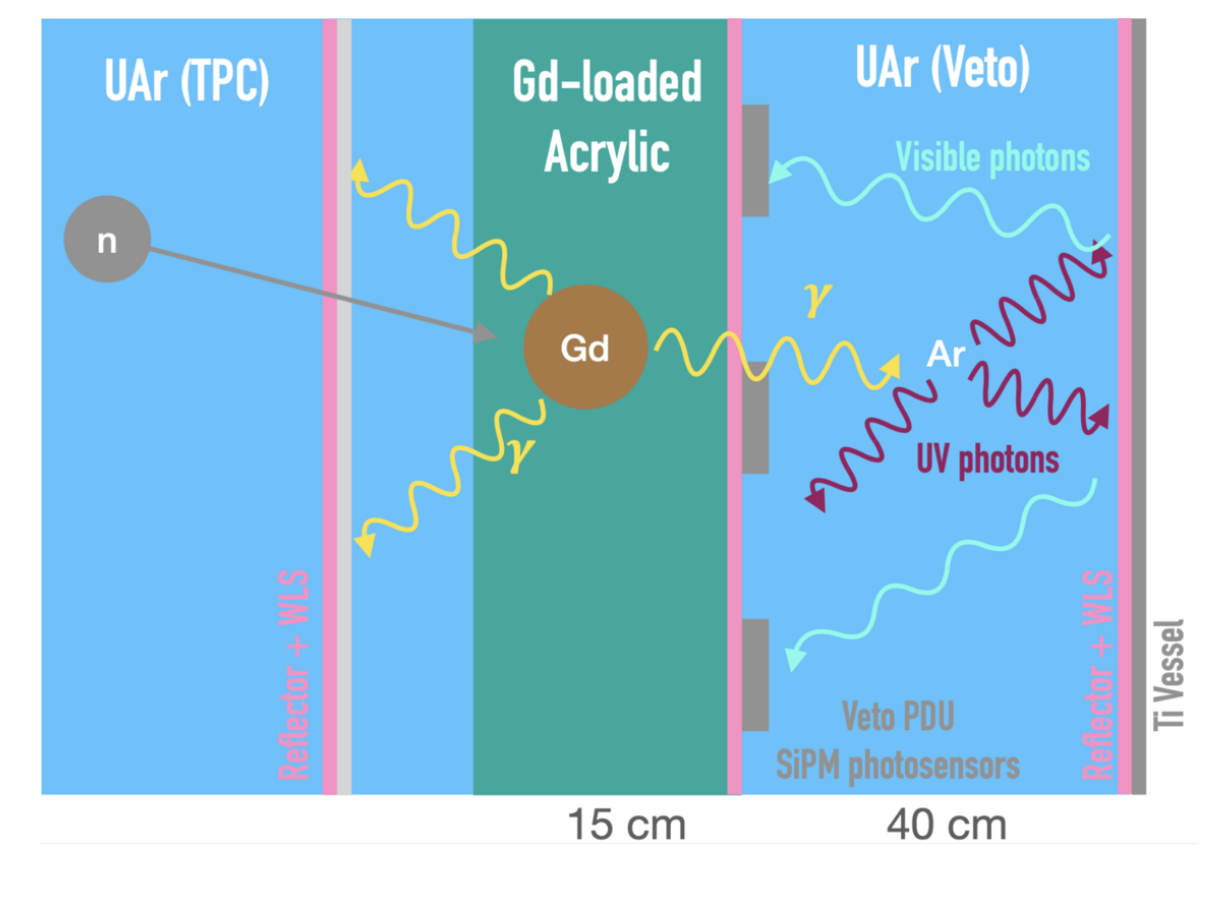 UAr (TPC)
Gd-loaded
Acrylic
UAr (Veto)
Visible photons
n
γ
Gd
Ar
γ
UV photons
Reflector + WLS
Reflector + WLS
Ti Vessel
Veto PDU
SiPM photosensors
15 cm
40 cm